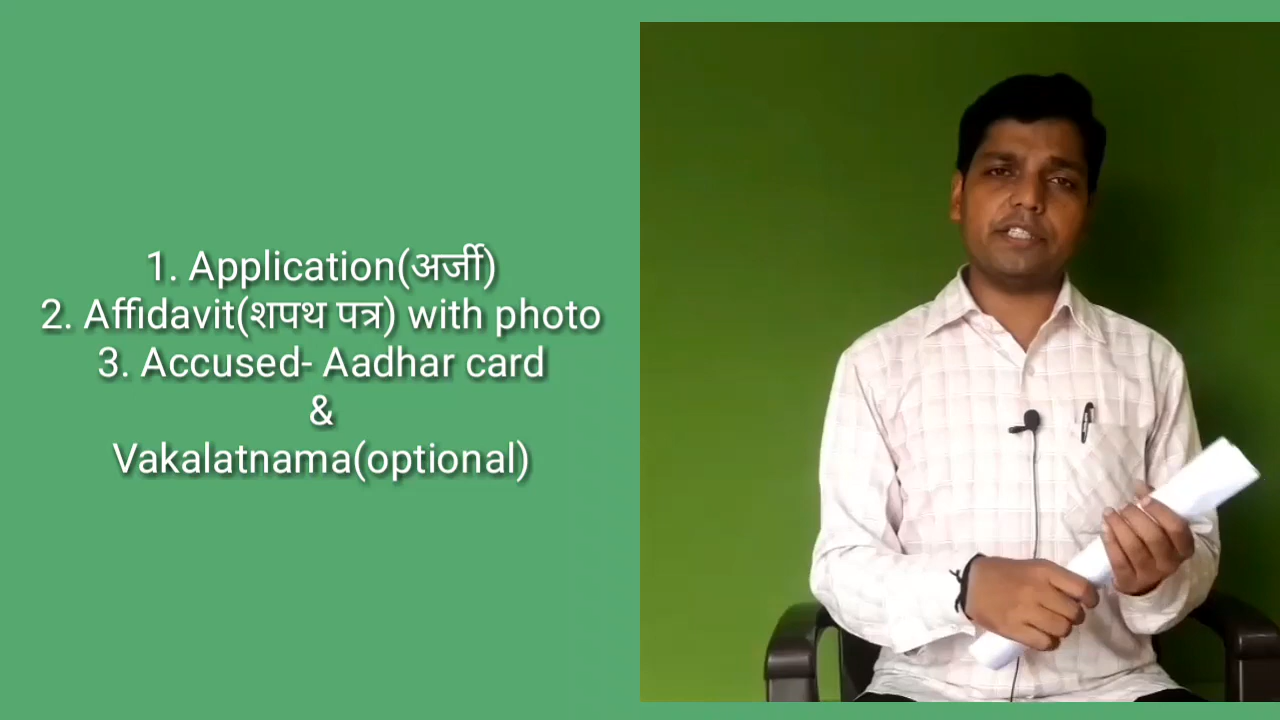 1. Application(अर्जी)
2. Affidavit(शपथ पत्र) with photo
3. Accused- Aadhar card
&
Vakalatnama(optional)